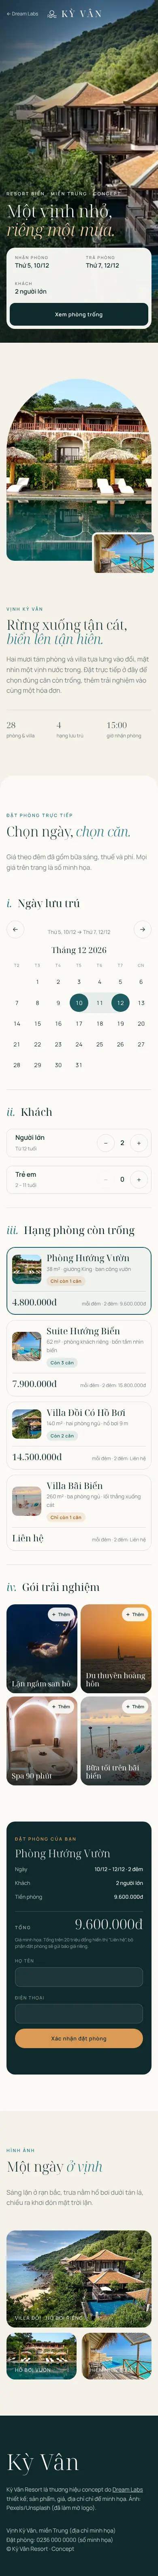 ← Dream Labs
KỲ VÂN
RESORT BIỂN · MIỀN TRUNG · CONCEPT
Một vịnh nhỏ,
riêng một mùa.
NHẬN PHÒNG
Thứ 5, 10/12
TRẢ PHÒNG
Thứ 7, 12/12
KHÁCH
2 người lớn
Xem phòng trống
VỊNH KỲ VÂN
Rừng xuống tận cát,
biển lên tận hiên.
Hai mươi tám phòng và villa tựa lưng vào đồi, mặt
nhìn một vịnh nước trong. Đặt trực tiếp ở đây để
chọn đúng căn còn trống, thêm trải nghiệm vào
cùng một hóa đơn.
28
phòng & villa
4
hạng lưu trú
15:00
giờ nhận phòng
ĐẶT PHÒNG TRỰC TIẾP
Chọn ngày, chọn căn.
Giá theo đêm đã gồm bữa sáng, thuế và phí. Mọi
giá trên trang là số minh họa.
i. Ngày lưu trú
←
Thứ 5, 10/12 → Thứ 7, 12/12
→
Tháng 12 2026
T2 T3 T4 T5 T6 T7 CN
1 2 3 4 5 6
7 8 9 10 11 12 13
14 15 16 17 18 19 20
21 22 23 24 25 26 27
28 29 30 31
ii. Khách
Người lớn
Từ 12 tuổi
− 2 +
Trẻ em
2 – 11 tuổi
− 0 +
iii. Hạng phòng còn trống
Phòng Hướng Vườn
38 m² · giường King · ban công vườn
Chỉ còn 1 căn
4.800.000đ
mỗi đêm · 2 đêm: 9.600.000đ
Suite Hướng Biển
62 m² · phòng khách riêng · bồn tắm nhìn
biển
Còn 3 căn
7.900.000đ
mỗi đêm · 2 đêm: 15.800.000đ
Villa Đồi Có Hồ Bơi
140 m² · hai phòng ngủ · hồ bơi 9 m
Còn 2 căn
14.500.000đ
mỗi đêm · 2 đêm: Liên hệ
Villa Bãi Biển
260 m² · ba phòng ngủ · lối thẳng xuống
cát
Chỉ còn 1 căn
Liên hệ
mỗi đêm · 2 đêm: Liên hệ
iv. Gói trải nghiệm
+ Thêm
Lặn ngắm san hô
+ Thêm
Du thuyền hoàng
hôn
+ Thêm
Spa 90 phút
+ Thêm
Bữa tối trên bãi
biển
ĐẶT PHÒNG CỦA BẠN
Phòng Hướng Vườn
Ngày
10/12 – 12/12 · 2 đêm
Khách
2 người lớn
Tiền phòng
9.600.000đ
TỔNG
9.600.000đ
Giá minh họa. Tổng trên 20 triệu đồng hiển thị "Liên hệ": bộ
phận đặt phòng sẽ gửi báo giá riêng.
HỌ TÊN
ĐIỆN THOẠI
Xác nhận đặt phòng
HÌNH ẢNH
Một ngày ở vịnh
Sáng lặn ở rạn bắc, trưa nằm hồ bơi dưới tán lá,
chiều ra khơi đón mặt trời lặn.
HỒ BƠI VƯỜN
Kỳ Vân
Kỳ Vân Resort là thương hiệu concept do Dream Labs
thiết kế: sản phẩm, giá, địa chỉ chỉ để minh họa. Ảnh:
Pexels/Unsplash (đã làm mờ logo).
Vịnh Kỳ Vân, miền Trung (địa chỉ minh họa)
Đặt phòng: 0236 000 0000 (số minh họa)
© Kỳ Vân Resort · Concept